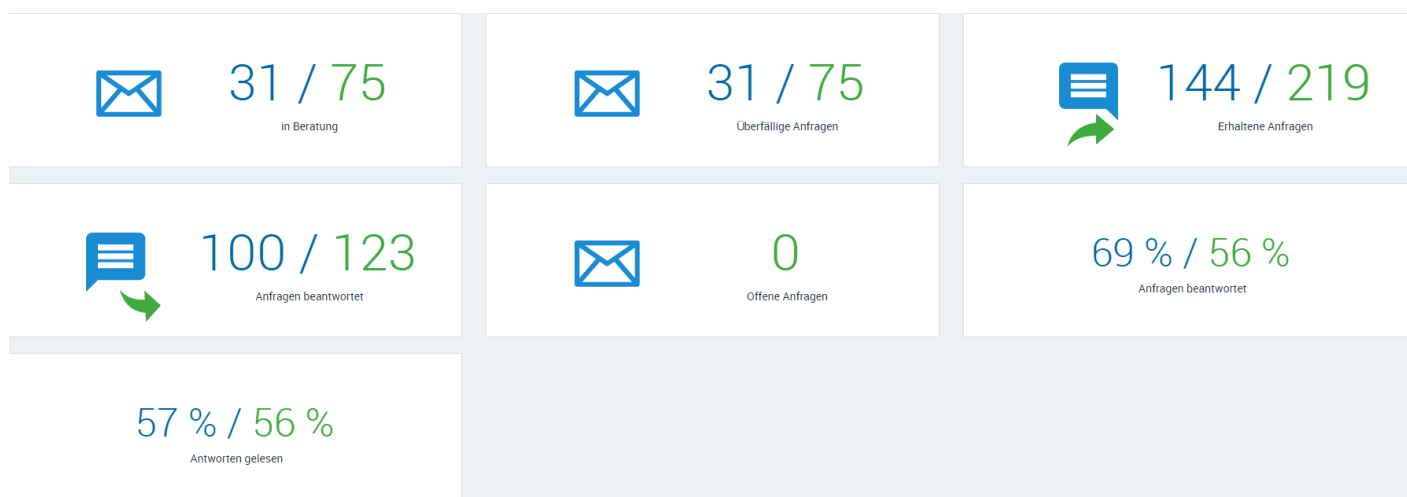 31 / 75
in Beratung
31 / 75
Überfällige Anfragen
144 / 219
Erhaltene Anfragen
100 / 123
Anfragen beantwortet
0
Offene Anfragen
69 % / 56 %
Anfragen beantwortet
57 % / 56 %
Antworten gelesen